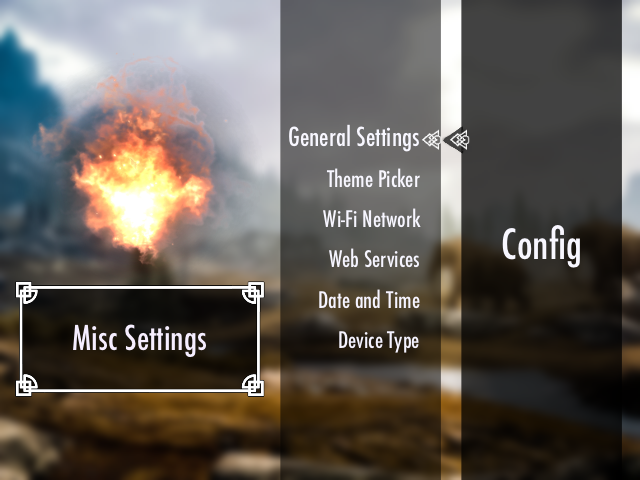 General Settings
Theme Picker
Wi-Fi Network
Web Services
Date and Time
Device Type
Config
Misc Settings